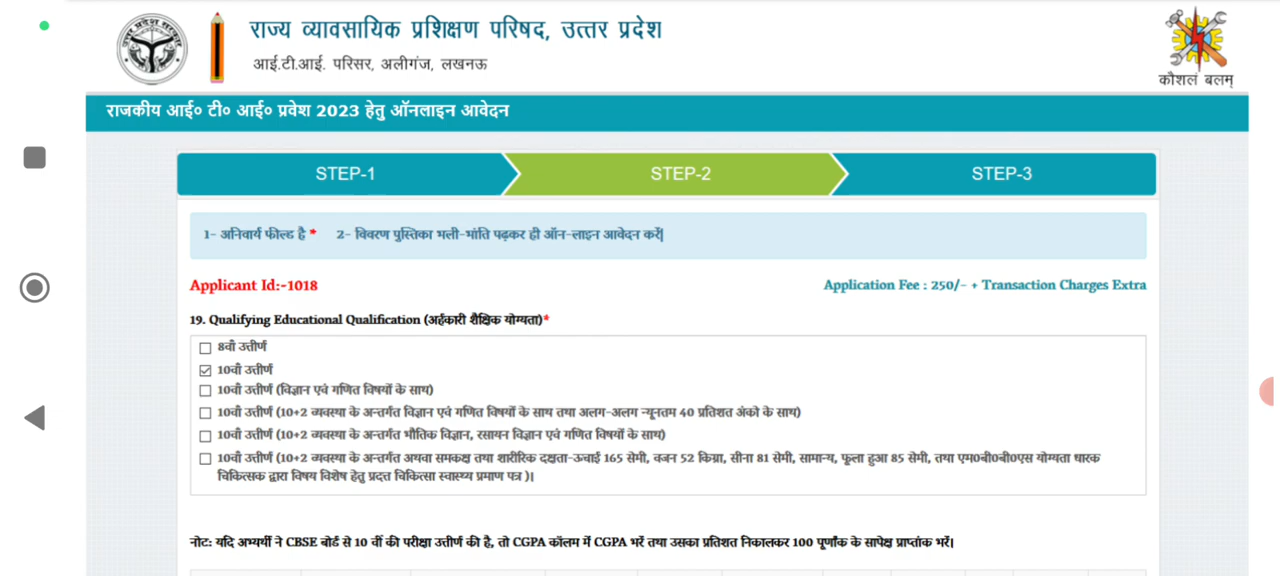 राज्य व्यावसायिक प्रशिक्षण परिषद, उत्तर प्रदेश
आई.टी.आई. परिसर, अलीगंज, लखनऊ
कौशलं बलम्
राजकीय आई० टी० आई० प्रवेश 2023 हेतु ऑनलाइन आवेदन
STEP-1 STEP-2 STEP-3
1- अनिवार्य फील्ड है * 2- विवरण पुस्तिका भली-भांति पढ़कर ही ऑन-लाइन आवेदन करें|
Applicant Id:-1018 Application Fee : 250/- + Transaction Charges Extra
19. Qualifying Educational Qualification (अर्हकारी शैक्षिक योग्यता)*
8वाँ उत्तीर्ण
10वाँ उत्तीर्ण
10वाँ उत्तीर्ण (विज्ञान एवं गणित विषयों के साथ)
10वाँ उत्तीर्ण (10+2 व्यवस्था के अन्तर्गत विज्ञान एवं गणित विषयों के साथ तथा अलग-अलग न्यूनतम 40 प्रतिशत अंको के साथ)
10वाँ उत्तीर्ण (10+2 व्यवस्था के अन्तर्गत भौतिक विज्ञान, रसायन विज्ञान एवं गणित विषयों के साथ)
10वाँ उत्तीर्ण (10+2 व्यवस्था के अन्तर्गत अथवा समकक्ष तथा शारीरिक दक्षता-ऊचाई 165 सेमी, वजन 52 किग्रा, सीना 81 सेमी, सामान्य, फूला हुआ 85 सेमी, तथा एम0बी0बी0एस योग्यता धारक
चिकित्सक द्वारा विषय विशेष हेतु प्रदत्त चिकित्सा स्वास्थ्य प्रमाण पत्र )|
नोट: यदि अभ्यर्थी ने CBSE बोर्ड से 10 वीं की परीक्षा उत्तीर्ण की है, तो CGPA कॉलम में CGPA भरें तथा उसका प्रतिशत निकालकर 100 पूर्णांक के सापेक्ष प्राप्तांक भरें|